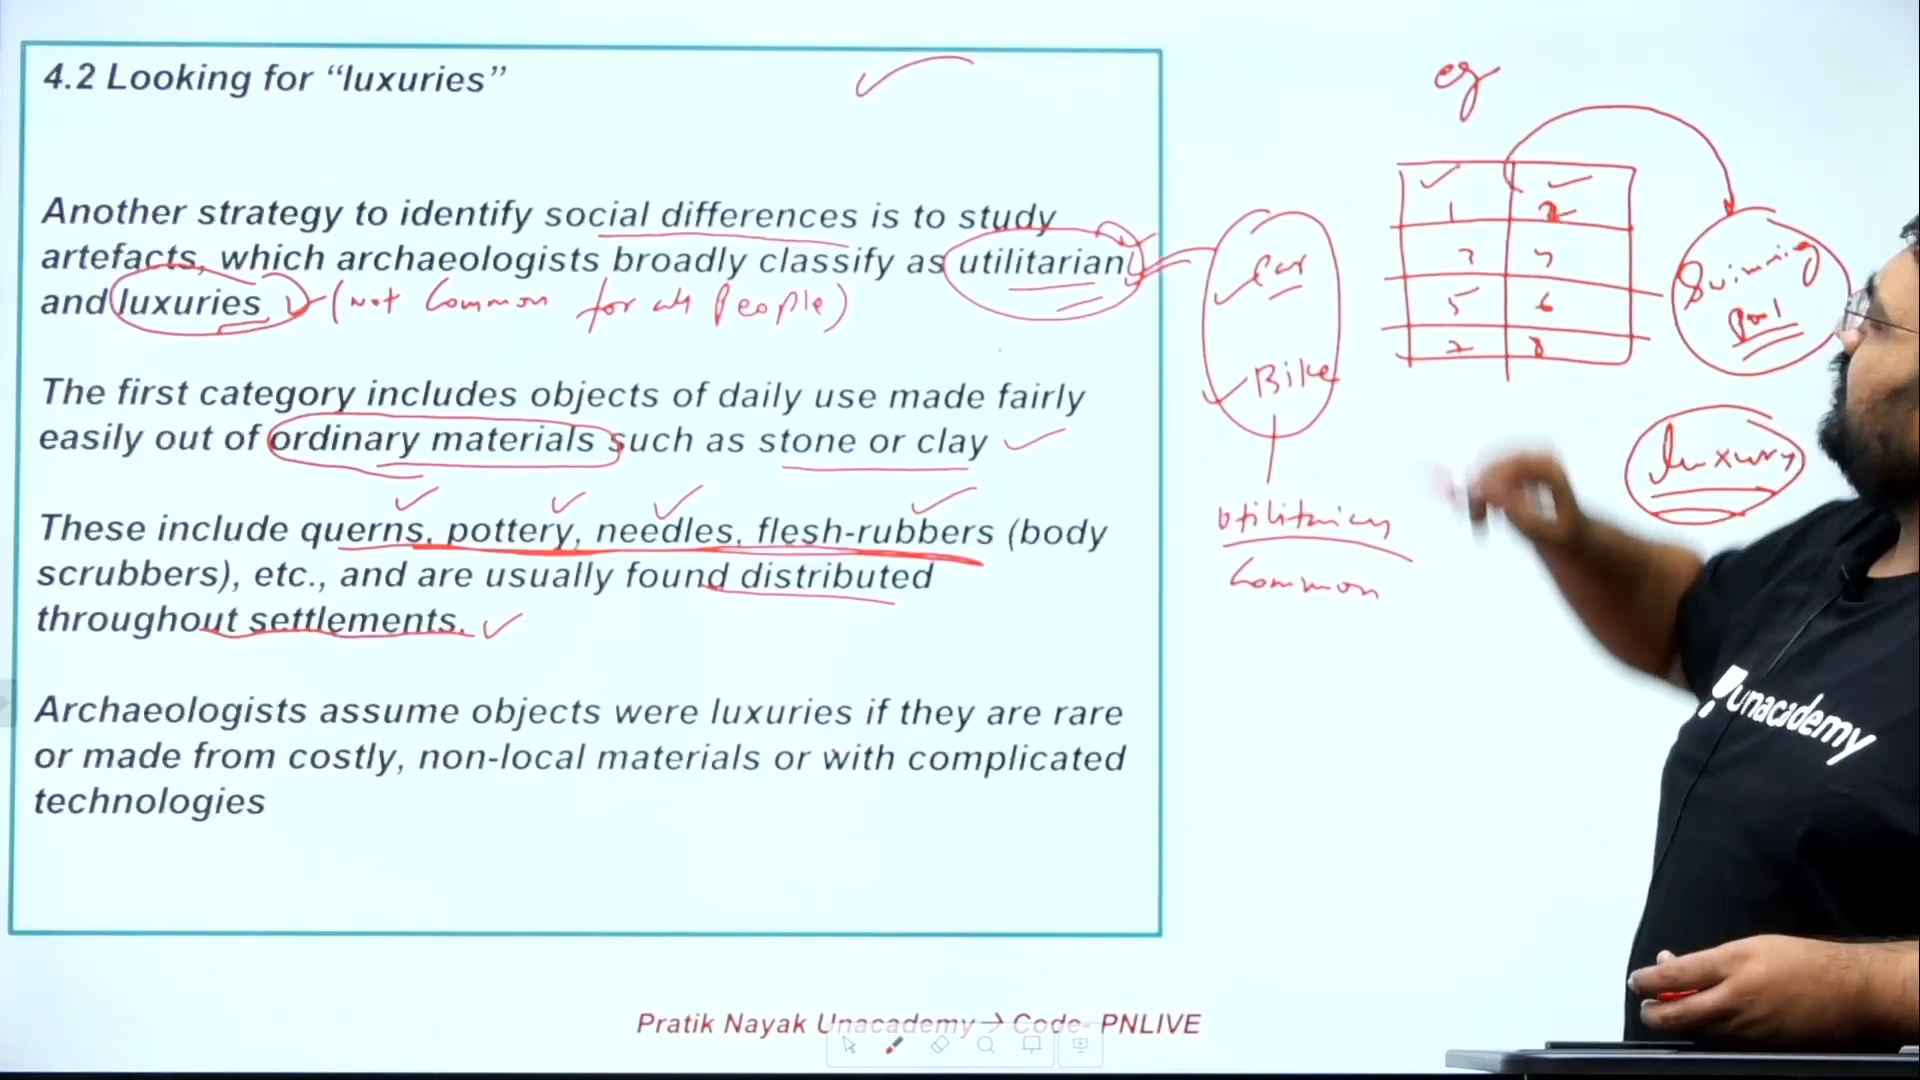 4.2 Looking for “luxuries”
Another strategy to identify social differences is to study
artefacts, which archaeologists broadly classify as utilitarian
and luxuries (Not Common for all People)
The first category includes objects of daily use made fairly
easily out of ordinary materials such as stone or clay
These include querns, pottery, needles, flesh-rubbers (body
scrubbers), etc., and are usually found distributed
throughout settlements.
Archaeologists assume objects were luxuries if they are rare
or made from costly, non-local materials or with complicated
technologies
Car
Bike
Utilitarian
Common
eg
1 2
5 6
8
Swimming
Pool
luxury
unacademy
Pratik Nayak Unacademy → Code- PNLIVE